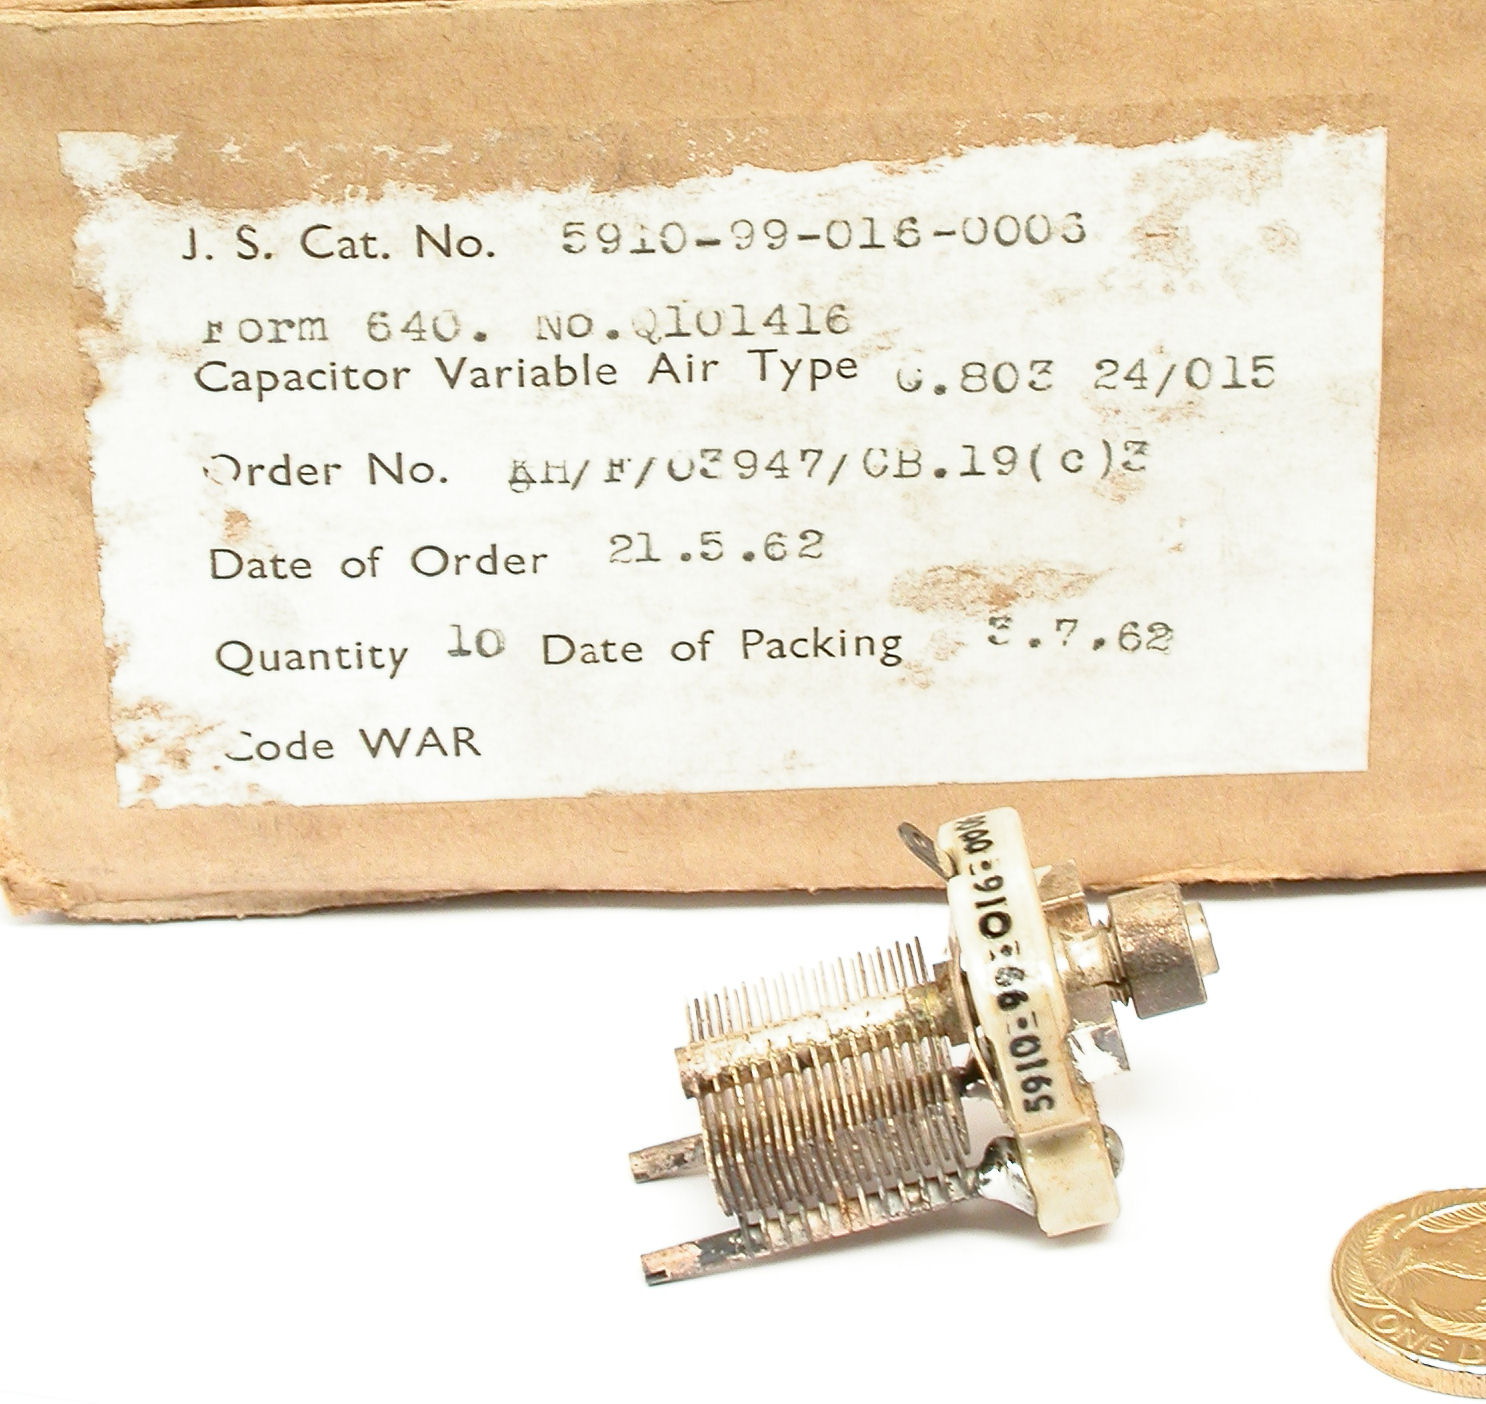 J. S. Cat. No. 5910-99-016-0003
Form 640. No.Q101416
Capacitor Variable Air Type C.803 24/015
Order No. KH/F/03947/CB.19(c)3
Date of Order 21.5.62
Quantity 10 Date of Packing 3.7.62
Code WAR
5910-99-016-000
ONE D